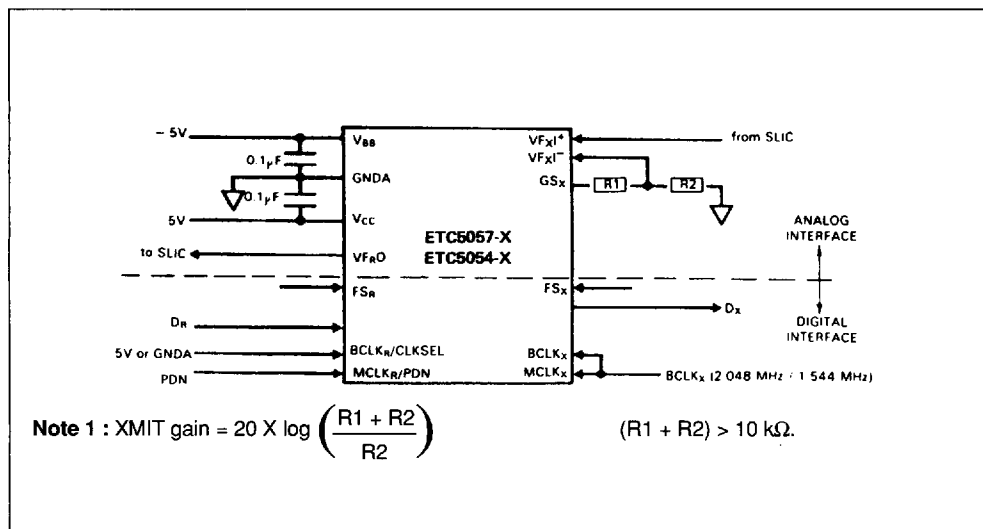 – 5V
VBB
VFXI+
from SLIC
0.1µF
VFXI–
GNDA
GSX
R1
R2
0.1µF
5V
VCC
ETC5057-X
ANALOG
INTERFACE
to SLIC
VFRO
ETC5054-X
FSR
FSX
DX
DR
DIGITAL
INTERFACE
5V or GNDA
BCLKR/CLKSEL
BCLKX
PDN
MCLKR/PDN
MCLKX
BCLKX (2 048 MHz / 1 544 MHz)
Note 1 : XMIT gain = 20 X log (R1 + R2 / R2) (R1 + R2) > 10 kΩ.